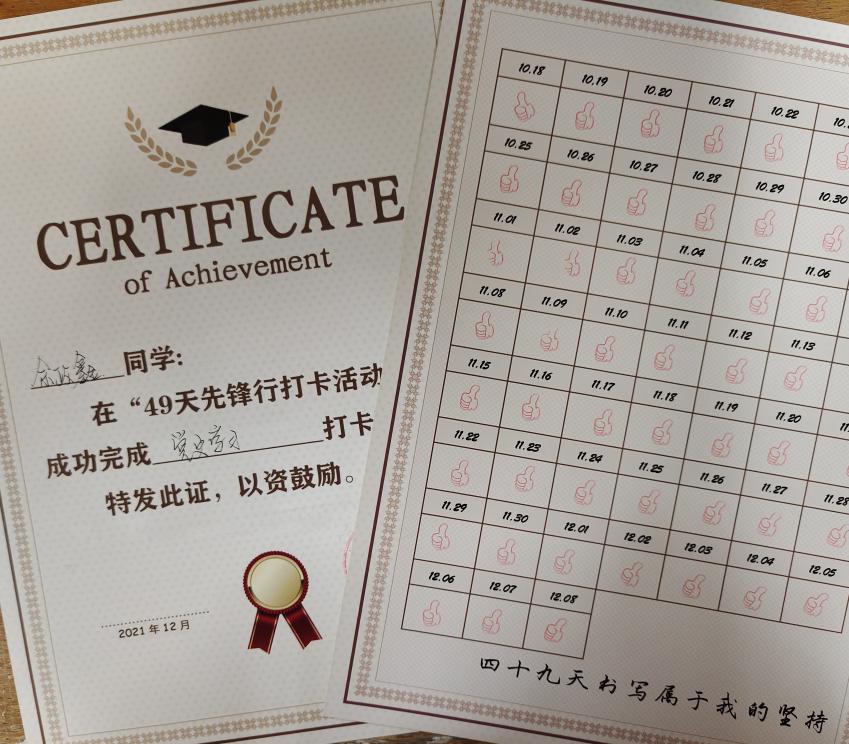 CERTIFICATE
of Achievement
同学:
在“49天先锋行打卡活动
成功完成 党史学习 打卡
特发此证，以资鼓励。
2021年12月
10.18 10.19 10.20 10.21 10.22
10.25 10.26 10.27 10.28 10.29 10.30
11.01 11.02 11.03 11.04 11.05 11.06
11.08 11.09 11.10 11.11 11.12 11.13
11.15 11.16 11.17 11.18 11.19 11.20
11.22 11.23 11.24 11.25 11.26 11.27 11.28
11.29 11.30 12.01 12.02 12.03 12.04 12.05
12.06 12.07 12.08
四十九天书写属于我的坚持